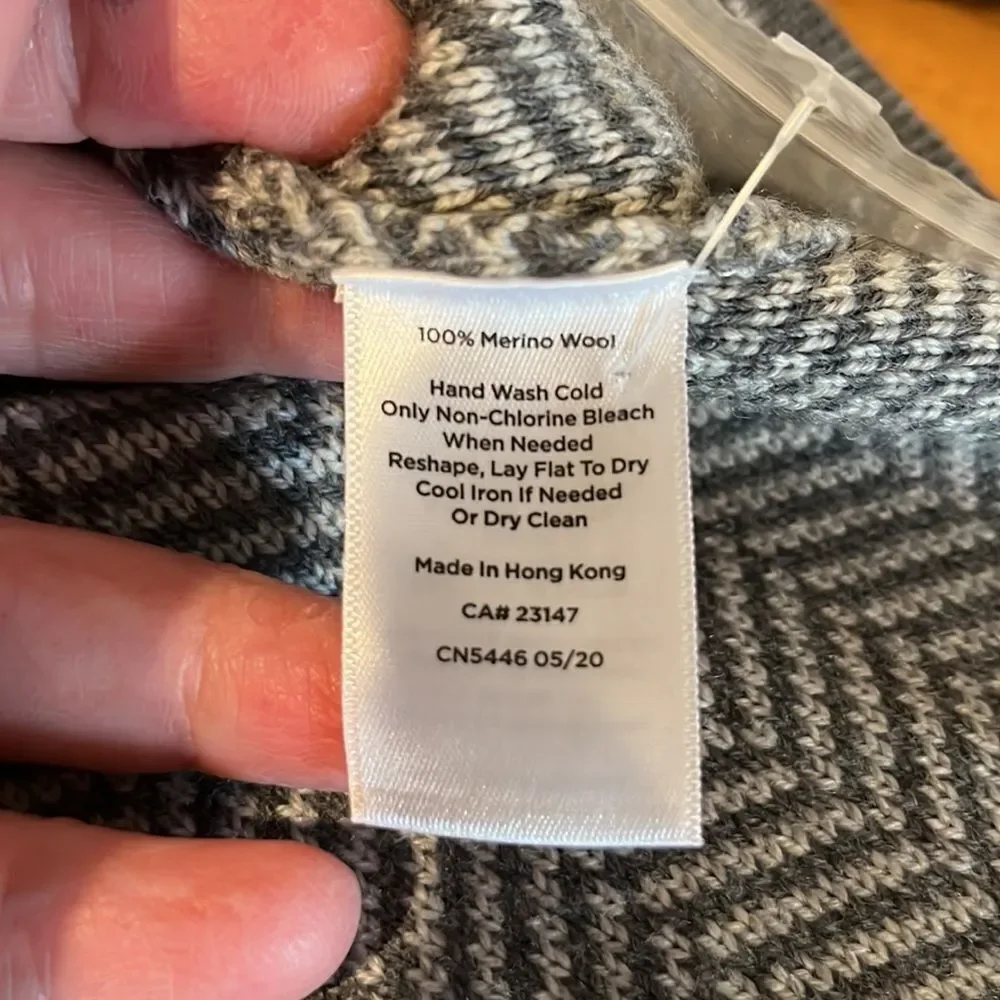 100% Merino Wool
Hand Wash Cold
Only Non-Chlorine Bleach
When Needed
Reshape, Lay Flat To Dry
Cool Iron If Needed
Or Dry Clean
Made In Hong Kong
CA# 23147
CN5446 05/20